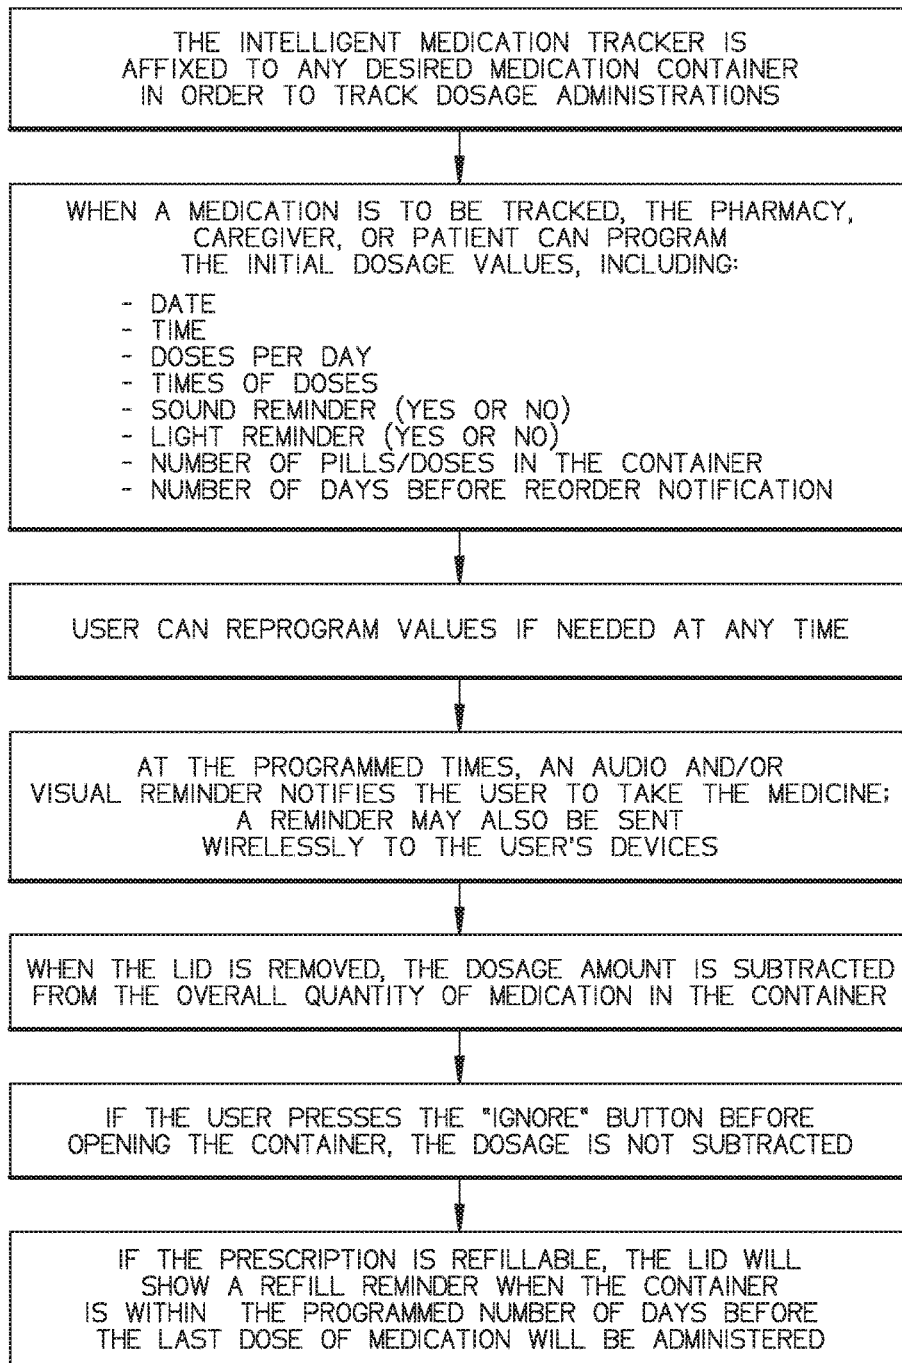 THE INTELLIGENT MEDICATION TRACKER IS
AFFIXED TO ANY DESIRED MEDICATION CONTAINER
IN ORDER TO TRACK DOSAGE ADMINISTRATIONS
WHEN A MEDICATION IS TO BE TRACKED, THE PHARMACY,
CAREGIVER, OR PATIENT CAN PROGRAM
THE INITIAL DOSAGE VALUES, INCLUDING:
- DATE
- TIME
- DOSES PER DAY
- TIMES OF DOSES
- SOUND REMINDER (YES OR NO)
- LIGHT REMINDER (YES OR NO)
- NUMBER OF PILLS/DOSES IN THE CONTAINER
- NUMBER OF DAYS BEFORE REORDER NOTIFICATION
USER CAN REPROGRAM VALUES IF NEEDED AT ANY TIME
AT THE PROGRAMMED TIMES, AN AUDIO AND/OR
VISUAL REMINDER NOTIFIES THE USER TO TAKE THE MEDICINE;
A REMINDER MAY ALSO BE SENT
WIRELESSLY TO THE USER'S DEVICES
WHEN THE LID IS REMOVED, THE DOSAGE AMOUNT IS SUBTRACTED
FROM THE OVERALL QUANTITY OF MEDICATION IN THE CONTAINER
IF THE USER PRESSES THE "IGNORE" BUTTON BEFORE
OPENING THE CONTAINER, THE DOSAGE IS NOT SUBTRACTED
IF THE PRESCRIPTION IS REFILLABLE, THE LID WILL
SHOW A REFILL REMINDER WHEN THE CONTAINER
IS WITHIN THE PROGRAMMED NUMBER OF DAYS BEFORE
THE LAST DOSE OF MEDICATION WILL BE ADMINISTERED